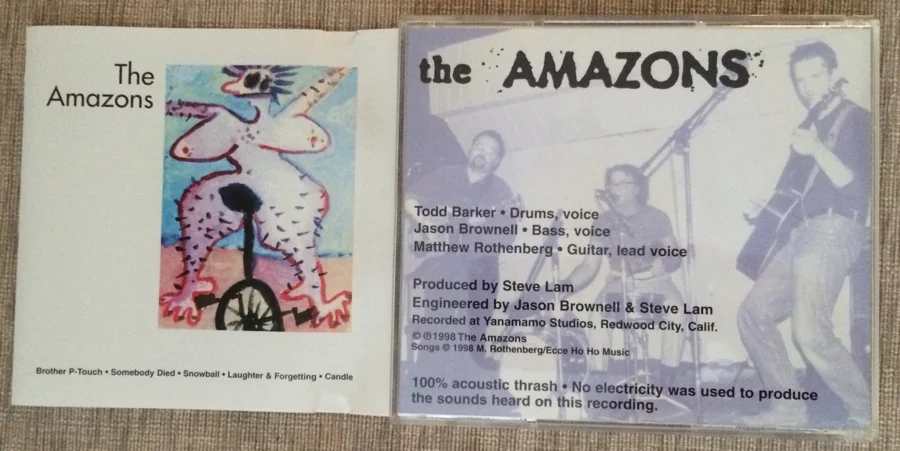 The
Amazons
Brother P-Touch • Somebody Died • Snowball • Laughter & Forgetting • Candle
the AMAZONS
Todd Barker • Drums, voice
Jason Brownell • Bass, voice
Matthew Rothenberg • Guitar, lead voice
Produced by Steve Lam
Engineered by Jason Brownell & Steve Lam
Recorded at Yanamamo Studios, Redwood City, Calif.
© ℗1998 The Amazons
Songs © 1998 M. Rothenberg/Ecce Ho Ho Music
100% acoustic thrash • No electricity was used to produce
the sounds heard on this recording.